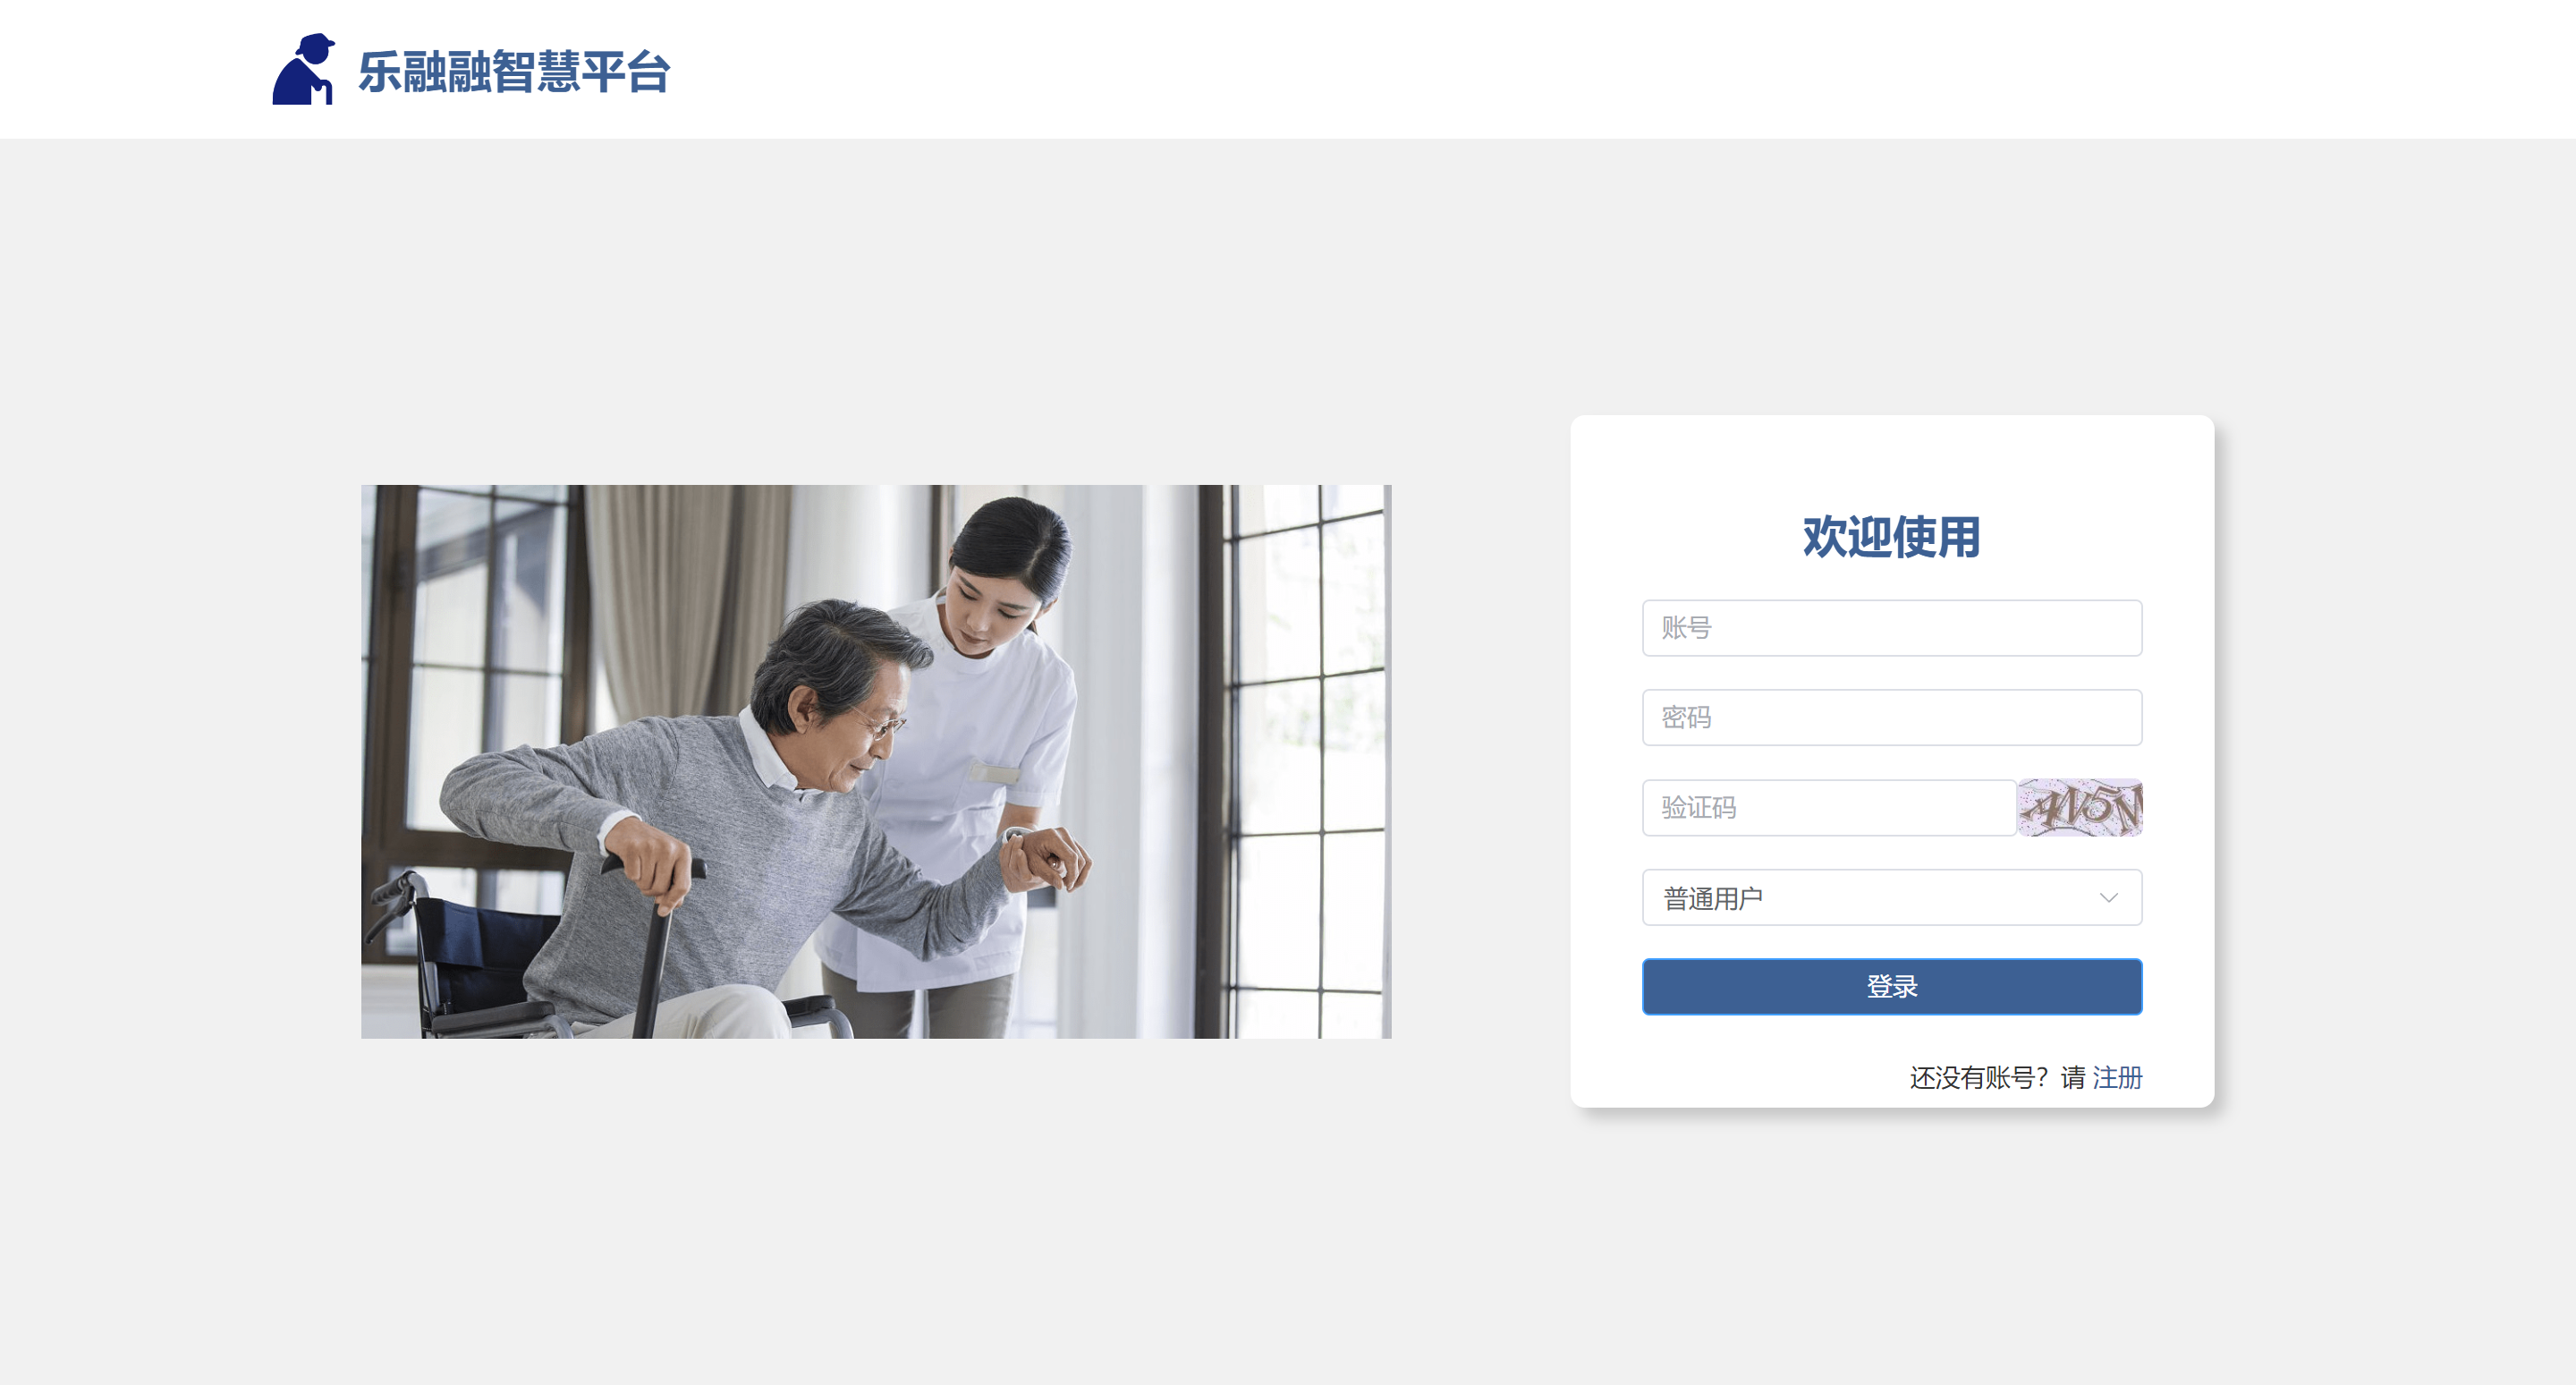 乐融融智慧平台
欢迎使用
账号
密码
验证码
普通用户
登录
还没有账号？请 注册